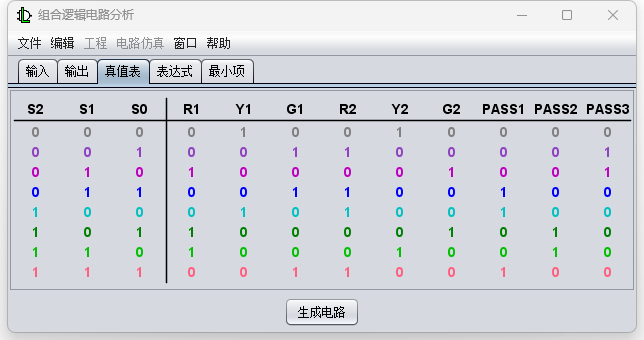 组合逻辑电路分析
文件 编辑 工程 电路仿真 窗口 帮助
输入 输出 真值表 表达式 最小项
S2 S1 S0 R1 Y1 G1 R2 Y2 G2 PASS1 PASS2 PASS3
0 0 0 0 1 0 0 1 0 0 0 0
0 0 1 0 0 1 1 0 0 0 0 1
0 1 0 1 0 0 0 0 1 0 0 1
0 1 1 0 0 1 1 0 0 1 0 0
1 0 0 0 1 0 1 0 0 1 0 0
1 0 1 1 0 0 0 0 1 0 1 0
1 1 0 1 0 0 0 1 0 0 1 0
1 1 1 0 0 1 1 0 0 0 0 0
生成电路